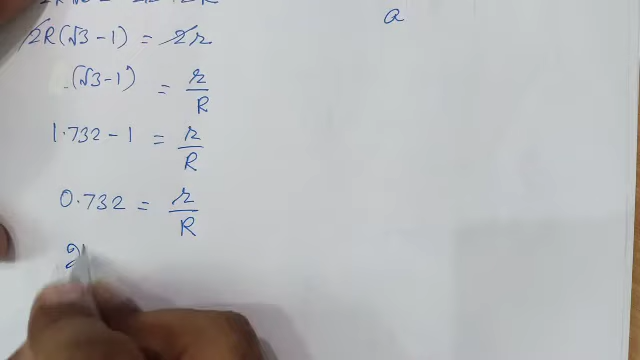 a
2R(√3-1) = 2r
(√3-1) = r/R
1.732-1 = r/R
0.732 = r/R